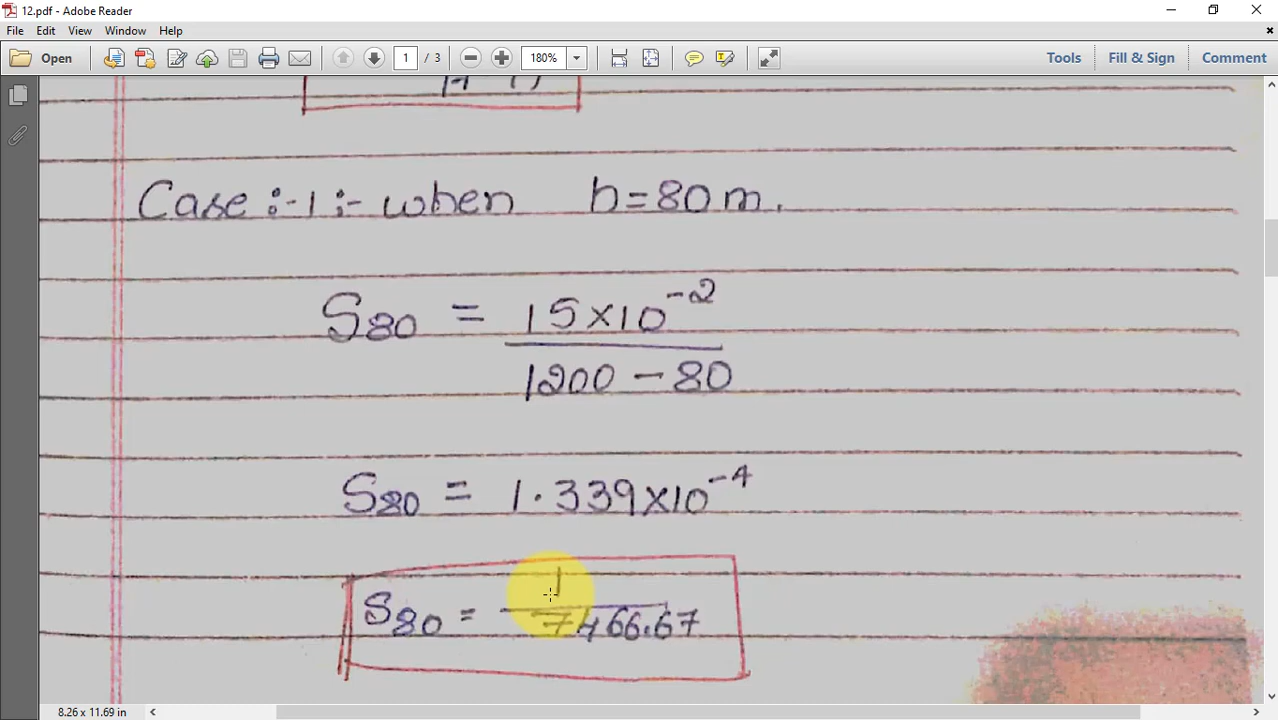 12.pdf - Adobe Reader
File Edit View Window Help
Open 1 / 3 180% Tools Fill & Sign Comment
Case :- 1 :- when h=80m.
S80 = 15×10^-2
1200 - 80
S80 = 1.339×10^-4
S80 = 1
7466.67
8.26 x 11.69 in